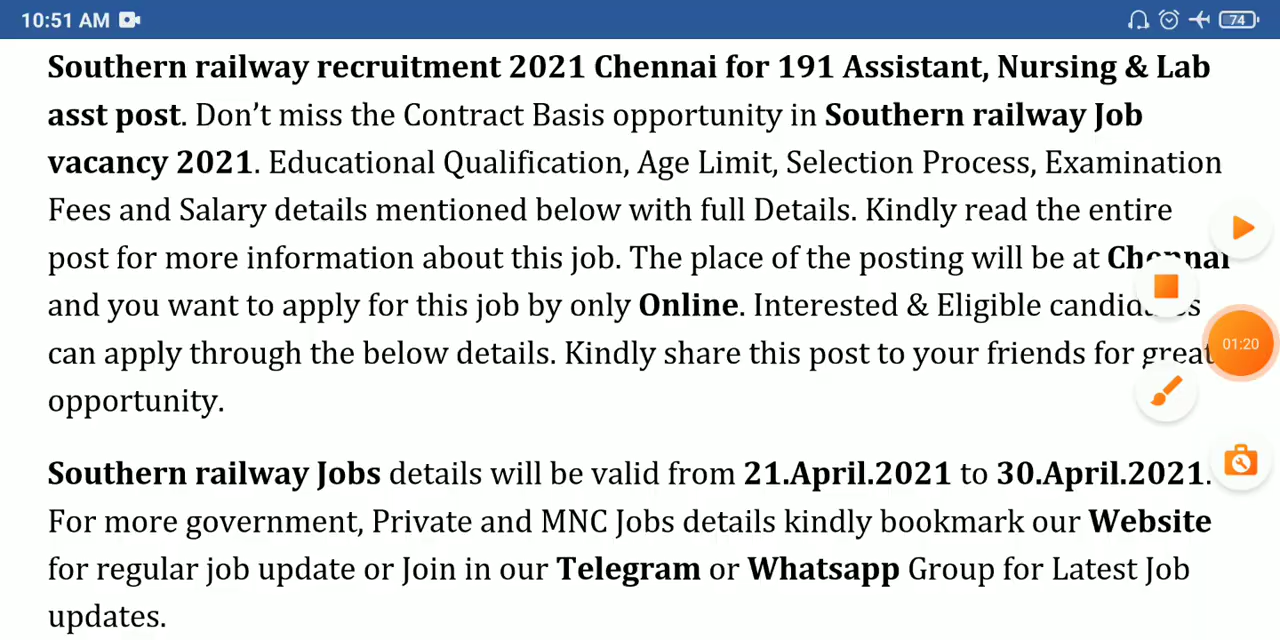 10:51 AM
74
Southern railway recruitment 2021 Chennai for 191 Assistant, Nursing & Lab
asst post. Don’t miss the Contract Basis opportunity in Southern railway Job
vacancy 2021. Educational Qualification, Age Limit, Selection Process, Examination
Fees and Salary details mentioned below with full Details. Kindly read the entire
post for more information about this job. The place of the posting will be at Chennai
and you want to apply for this job by only Online. Interested & Eligible candidates
01:20
can apply through the below details. Kindly share this post to your friends for great
opportunity.
Southern railway Jobs details will be valid from 21.April.2021 to 30.April.2021.
For more government, Private and MNC Jobs details kindly bookmark our Website
for regular job update or Join in our Telegram or Whatsapp Group for Latest Job
updates.